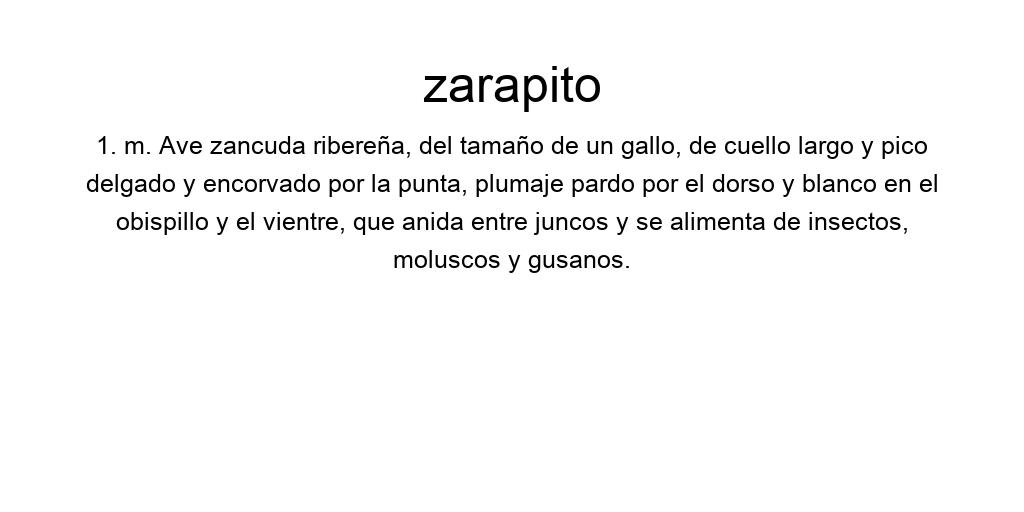 zarapito
1. m. Ave zancuda ribereña, del tamaño de un gallo, de cuello largo y pico
delgado y encorvado por la punta, plumaje pardo por el dorso y blanco en el
obispillo y el vientre, que anida entre juncos y se alimenta de insectos,
moluscos y gusanos.